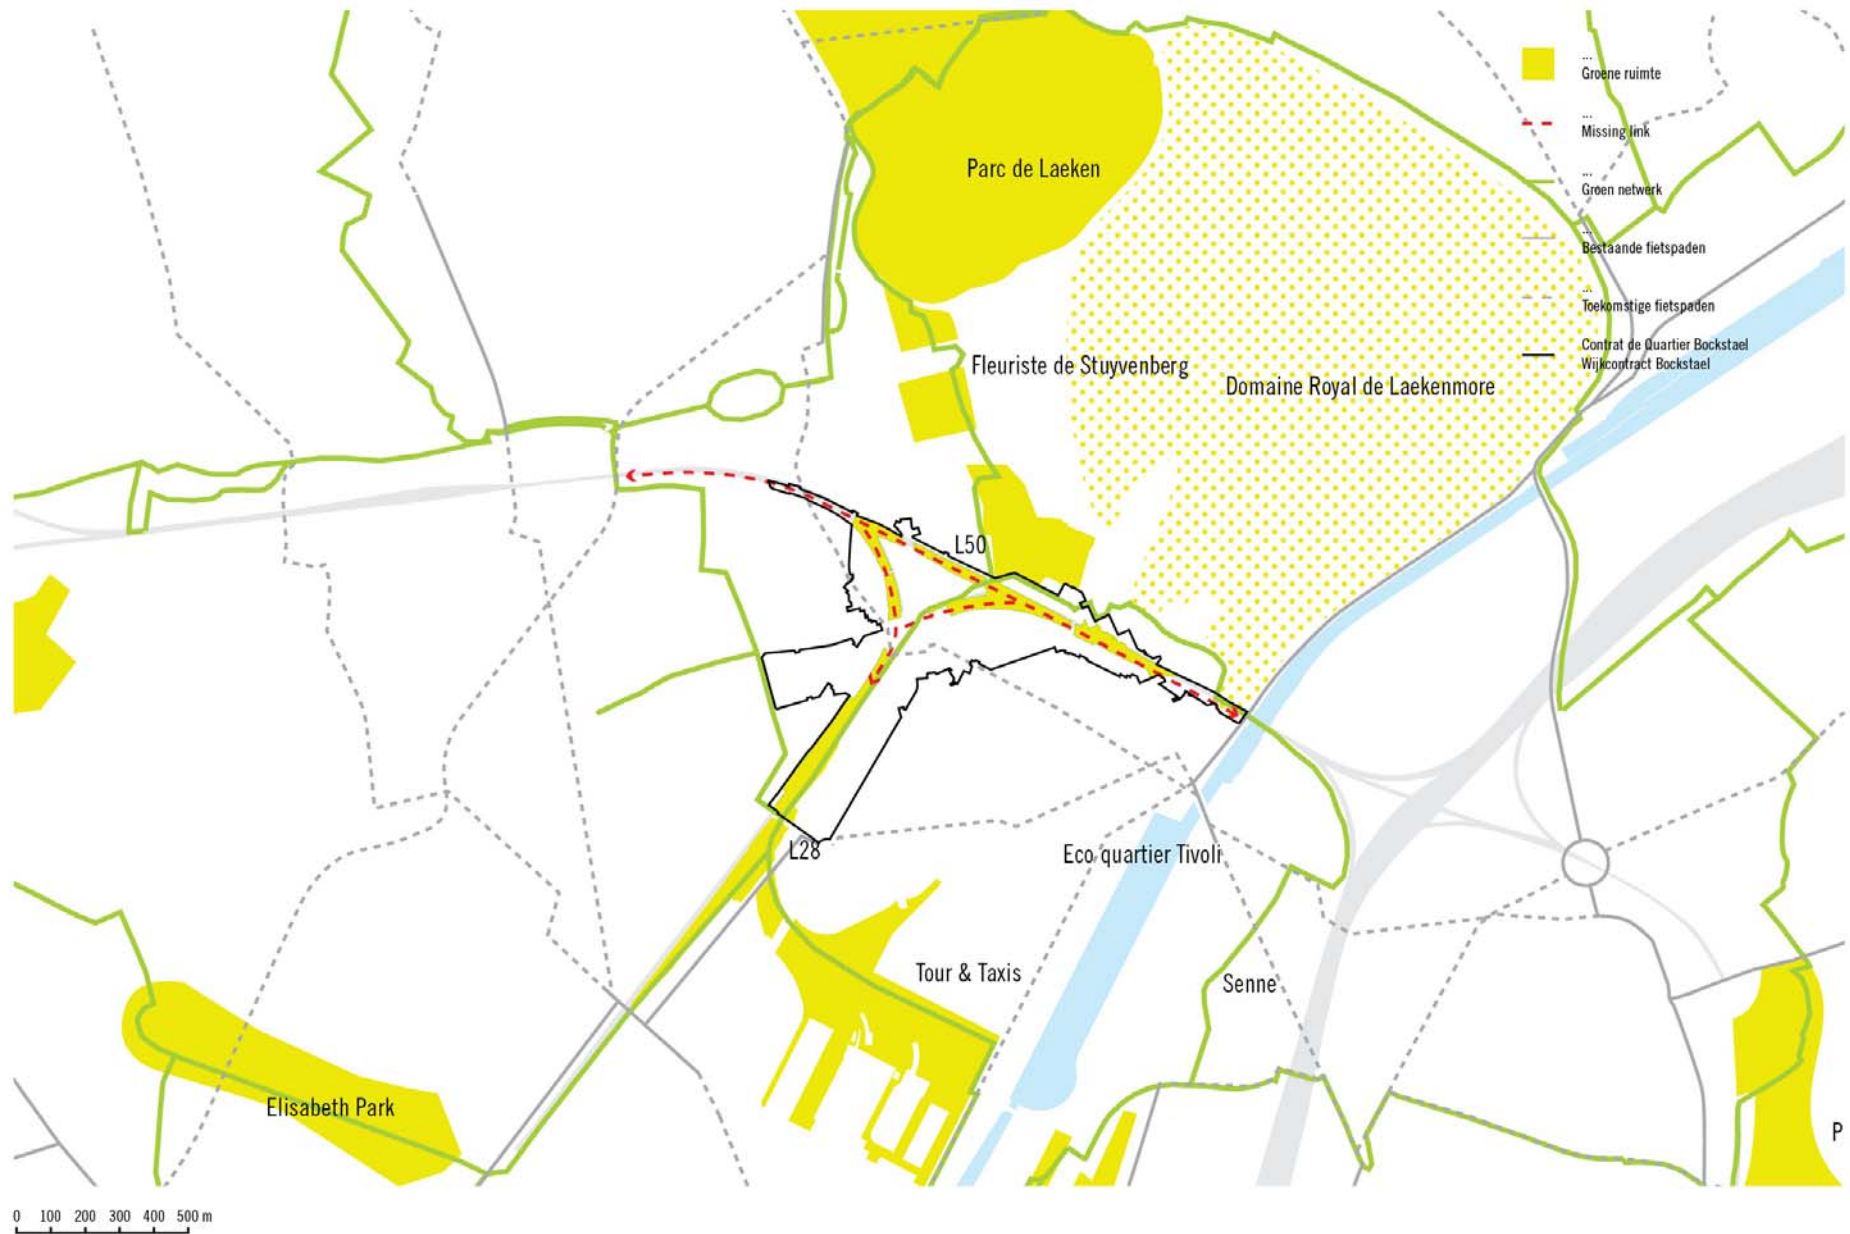 ...
Groene ruimte
...
Missing link
...
Groen netwerk
...
Bestaande fietspaden
...
Toekomstige fietspaden
Contrat de Quartier Bockstael
Wijkcontract Bockstael
Parc de Laeken
Fleuriste de Stuyvenberg
Domaine Royal de Laekenmore
L50
L28
Eco quartier Tivoli
Tour & Taxis
Senne
Elisabeth Park
P
0 100 200 300 400 500 m